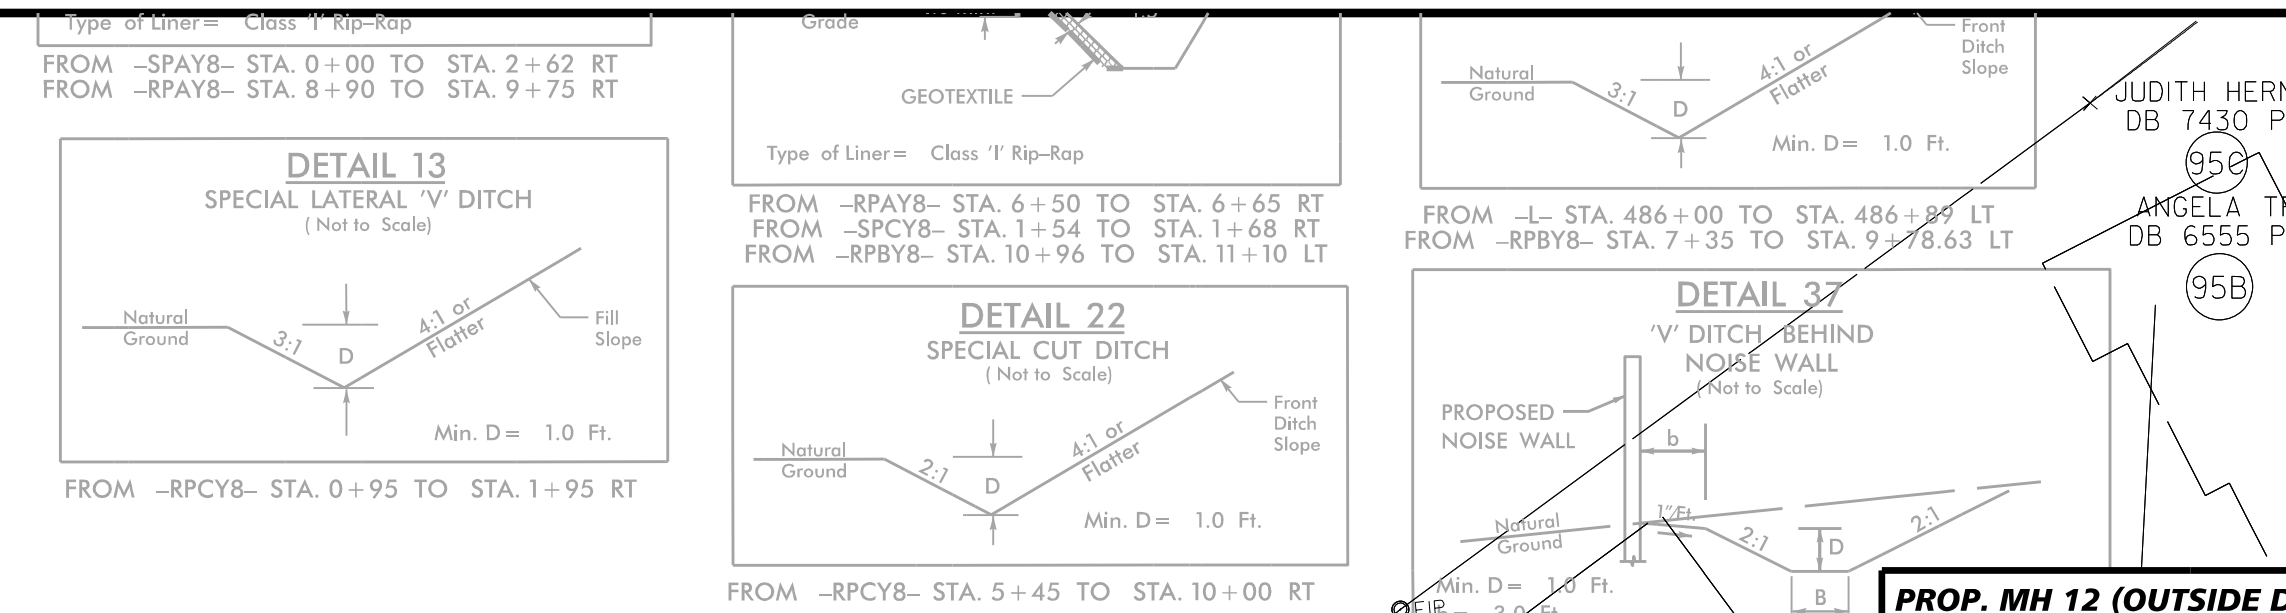 Type of Liner= Class 'I' Rip-Rap
FROM -SPAY8- STA. 0+00 TO STA. 2+62 RT
FROM -RPAY8- STA. 8+90 TO STA. 9+75 RT
DETAIL 13
SPECIAL LATERAL 'V' DITCH
( Not to Scale)
Natural
Ground
3:1
D
4:1 or
Flatter
Fill
Slope
Min. D= 1.0 Ft.
FROM -RPCY8- STA. 0+95 TO STA. 1+95 RT
Grade
GEOTEXTILE
Type of Liner= Class 'I' Rip-Rap
FROM -RPAY8- STA. 6+50 TO STA. 6+65 RT
FROM -SPCY8- STA. 1+54 TO STA. 1+68 RT
FROM -RPBY8- STA. 10+96 TO STA. 11+10 LT
DETAIL 22
SPECIAL CUT DITCH
( Not to Scale)
Natural
Ground
2:1
D
4:1 or
Flatter
Front
Ditch
Slope
Min. D= 1.0 Ft.
FROM -RPCY8- STA. 5+45 TO STA. 10+00 RT
Natural
Ground
3:1
D
4:1 or
Flatter
Front
Ditch
Slope
Min. D= 1.0 Ft.
FROM -L- STA. 486+00 TO STA. 486+89 LT
FROM -RPBY8- STA. 7+35 TO STA. 9+78.63 LT
DETAIL 37
'V' DITCH BEHIND
NOISE WALL
( Not to Scale)
PROPOSED
NOISE WALL
b
Natural
Ground
1"/Ft.
2:1
D
2:1
B
Min. D= 1.0 Ft.
= 3.0 Ft.
EIP
JUDITH HERN
DB 7430 P
95C
ANGELA
DB 6555 P
95B
PROP. MH 12 (OUTSIDE D